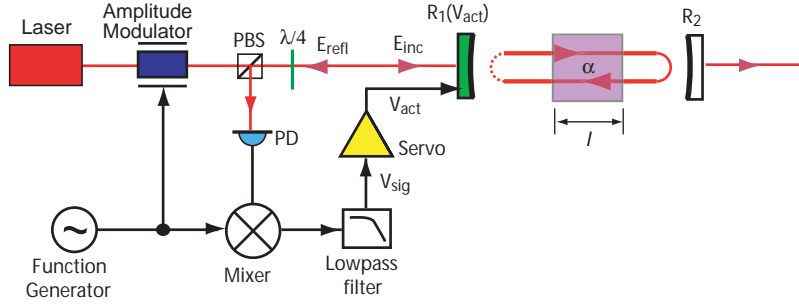 Laser
Amplitude
Modulator
PBS
λ/4
E_refl
E_inc
R_1(V_act)
α
l
R_2
PD
V_act
Servo
V_sig
~
Function
Generator
Mixer
Lowpass
filter